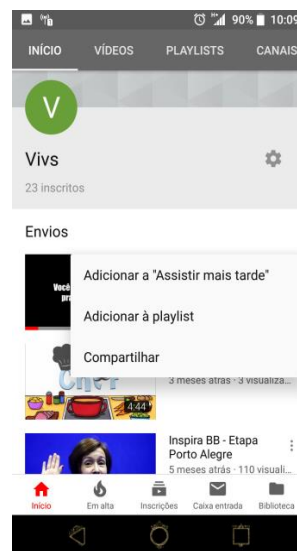 90% 10:09
INÍCIO VÍDEOS PLAYLISTS CANAIS
V
Vivs
23 inscritos
Envios
Você
Adicionar a "Assistir mais tarde"
Adicionar à playlist
Compartilhar
3 meses atrás · 3 visualiza...
4:44
Inspira BB - Etapa
Porto Alegre
5 meses atrás · 110 visuali...
Início Em alta Inscrições Caixa entrada Biblioteca